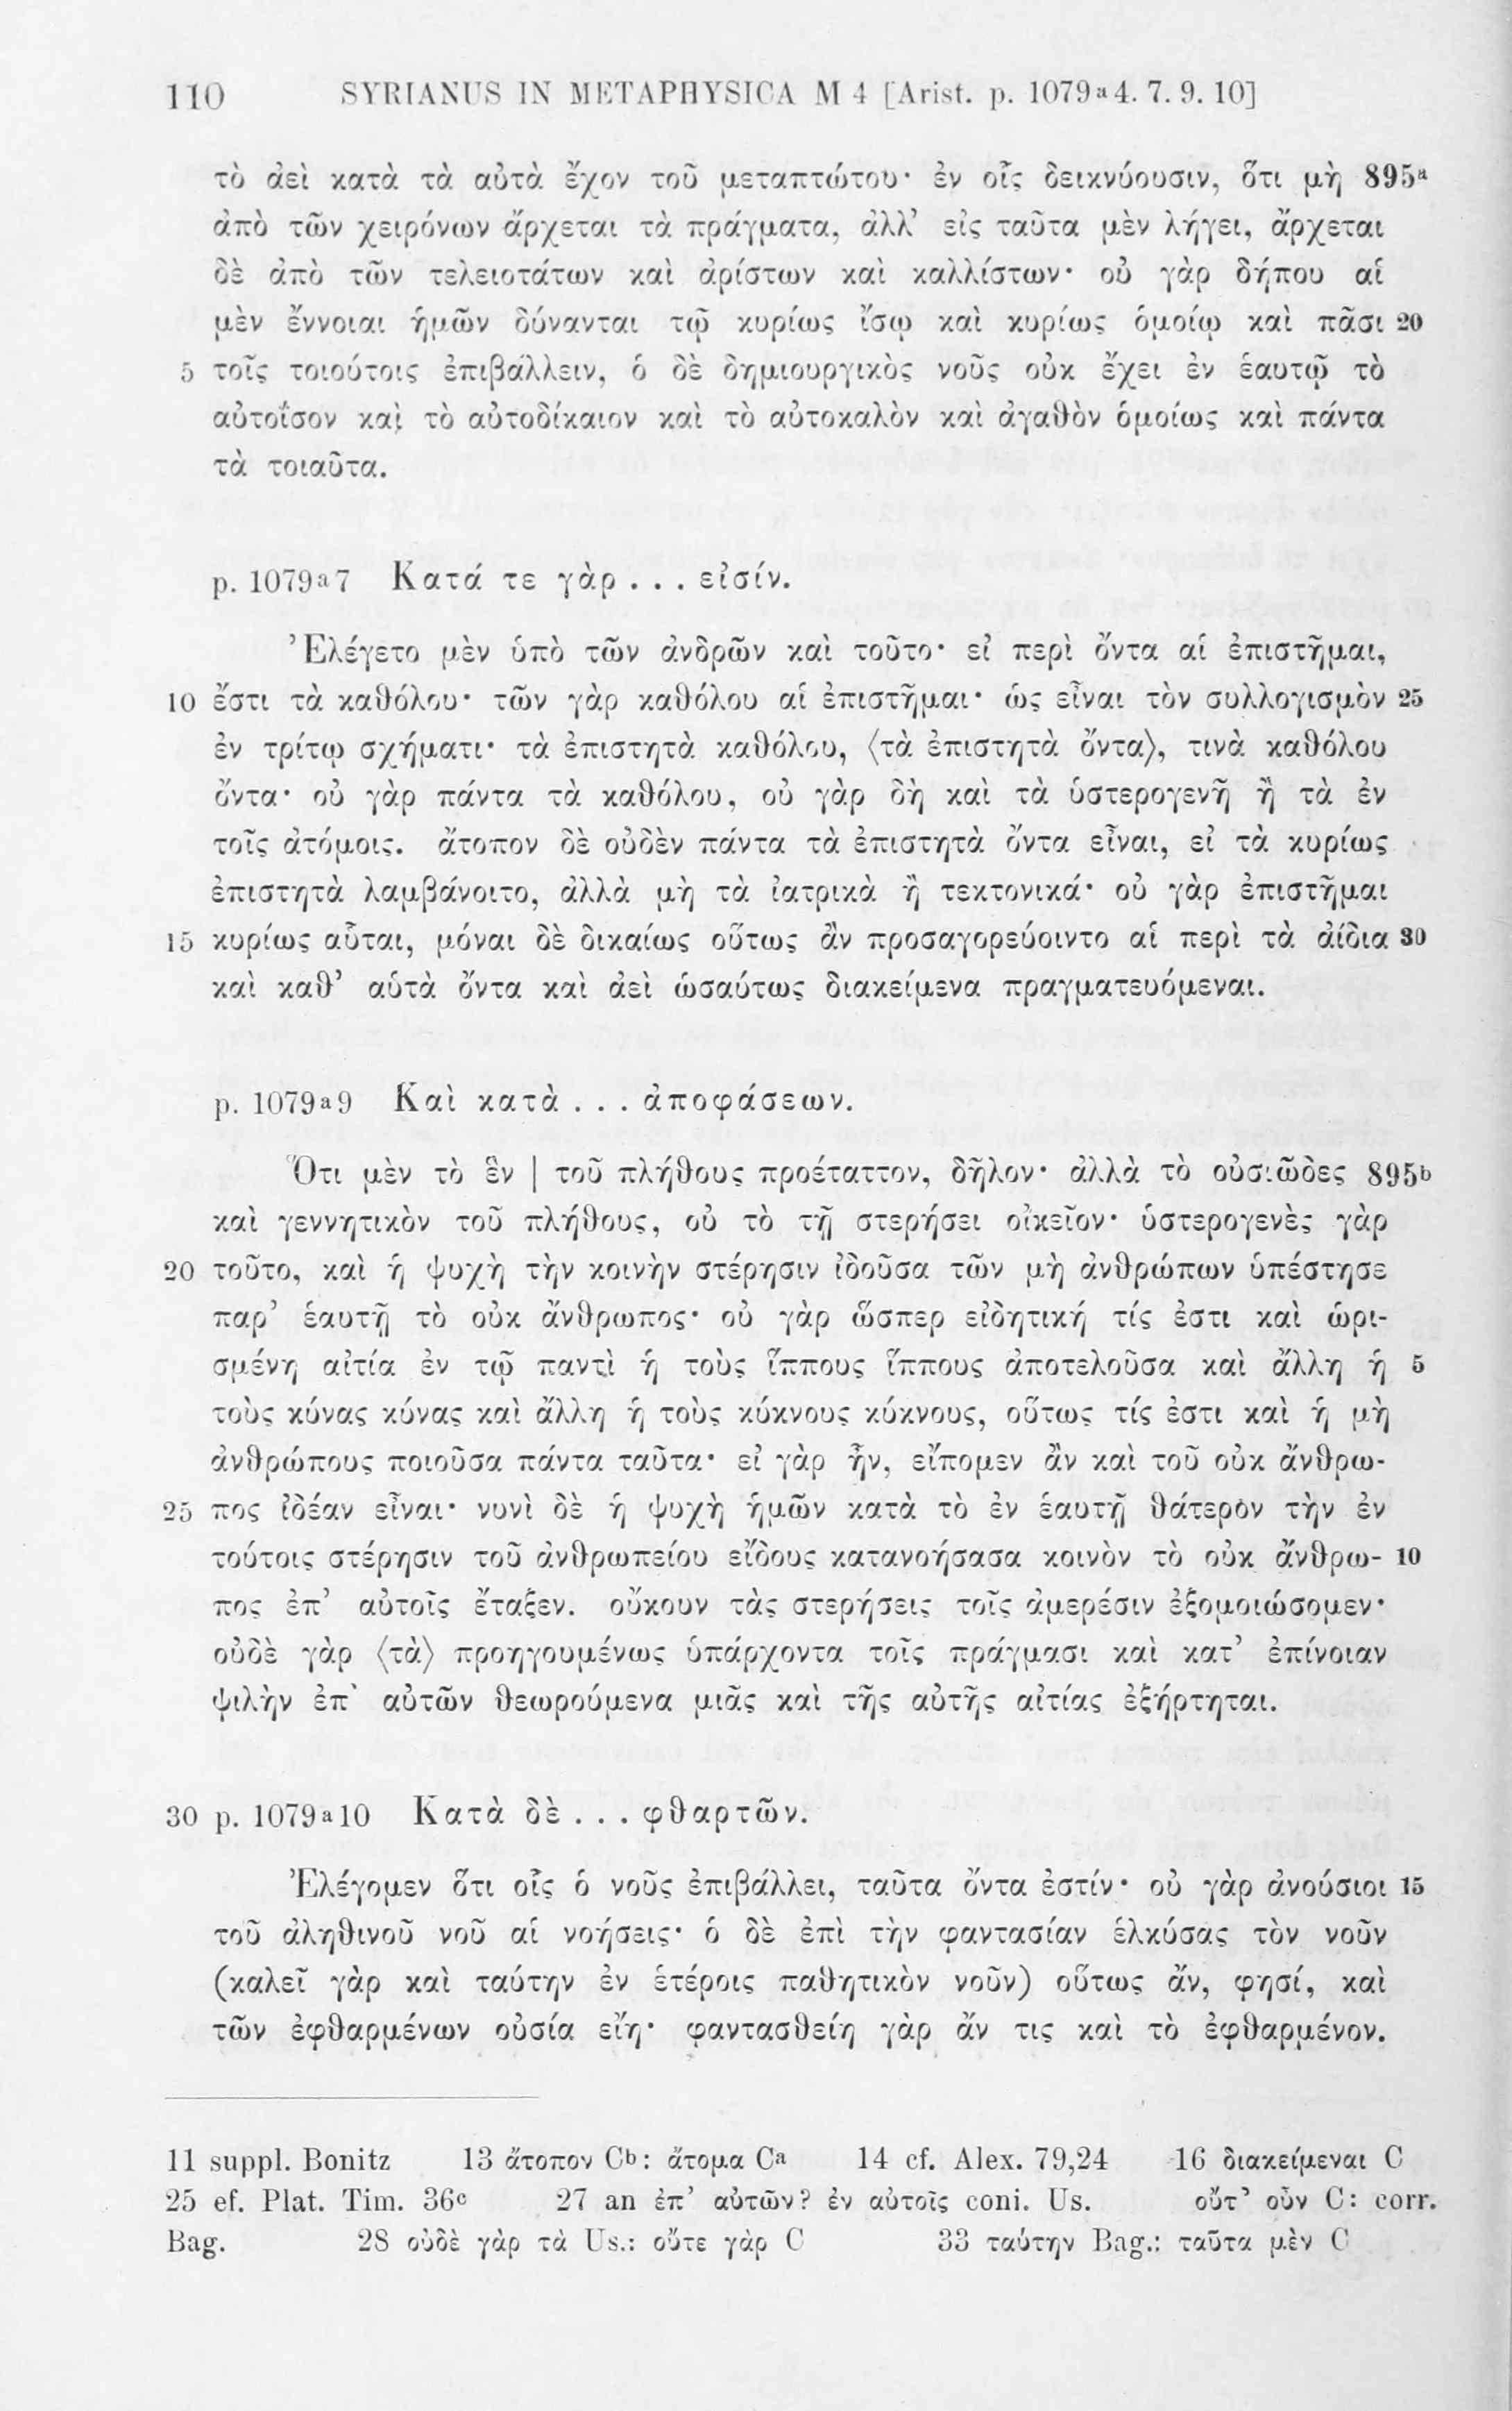 110 SYRIANUS IN METAPHYSICA M 4 [Arist. p. 1079ᵃ4. 7. 9. 10]
τὸ ἀεὶ κατὰ τὰ αὐτὰ ἔχον τοῦ μεταπτώτου· ἐν οἷς δεικνύουσιν, ὅτι μὴ 895ᵃ
ἀπὸ τῶν χειρόνων ἄρχεται τὰ πράγματα, ἀλλ’ εἰς ταῦτα μὲν λήγει, ἄρχεται
δὲ ἀπὸ τῶν τελειοτάτων καὶ ἀρίστων καὶ καλλίστων· οὐ γὰρ δήπου αἱ
μὲν ἔννοιαι ἡμῶν δύνανται τῷ κυρίως ἴσῳ καὶ κυρίως ὁμοίῳ καὶ πᾶσι 20
5 τοῖς τοιούτοις ἐπιβάλλειν, ὁ δὲ δημιουργικὸς νοῦς οὐκ ἔχει ἐν ἑαυτῷ τὸ
αὐτοΐσον καὶ τὸ αὐτοδίκαιον καὶ τὸ αὐτοκαλὸν καὶ ἀγαθὸν ὁμοίως καὶ πάντα
τὰ τοιαῦτα.
p. 1079ᵃ7 Κατά τε γὰρ . . . εἰσίν.
Ἐλέγετο μὲν ὑπὸ τῶν ἀνδρῶν καὶ τοῦτο· εἰ περὶ ὄντα αἱ ἐπιστῆμαι,
10 ἔστι τὰ καθόλου· τῶν γὰρ καθόλου αἱ ἐπιστῆμαι· ὡς εἶναι τὸν συλλογισμὸν 25
ἐν τρίτῳ σχήματι· τὰ ἐπιστητὰ καθόλου, ⟨τὰ ἐπιστητὰ ὄντα⟩, τινὰ καθόλου
ὄντα· οὐ γὰρ πάντα τὰ καθόλου, οὐ γὰρ δὴ καὶ τὰ ὑστερογενῆ ἢ τὰ ἐν
τοῖς ἀτόμοις. ἄτοπον δὲ οὐδὲν πάντα τὰ ἐπιστητὰ ὄντα εἶναι, εἰ τὰ κυρίως
ἐπιστητὰ λαμβάνοιτο, ἀλλὰ μὴ τὰ ἰατρικὰ ἢ τεκτονικά· οὐ γὰρ ἐπιστῆμαι
15 κυρίως αὗται, μόναι δὲ δικαίως οὕτως ἂν προσαγορεύοιντο αἱ περὶ τὰ ἀίδια 30
καὶ καθ’ αὑτὰ ὄντα καὶ ἀεὶ ὡσαύτως διακείμενα πραγματευόμεναι.
p. 1079ᵃ9 Καὶ κατὰ . . . ἀποφάσεων.
Ὅτι μὲν τὸ ἓν | τοῦ πλήθους προέταττον, δῆλον· ἀλλὰ τὸ οὐσιῶδες 895ᵇ
καὶ γεννητικὸν τοῦ πλήθους, οὐ τὸ τῇ στερήσει οἰκεῖον· ὑστερογενὲς γὰρ
20 τοῦτο, καὶ ἡ ψυχὴ τὴν κοινὴν στέρησιν ἰδοῦσα τῶν μὴ ἀνθρώπων ὑπέστησε
παρ’ ἑαυτῇ τὸ οὐκ ἄνθρωπος· οὐ γὰρ ὥσπερ εἰδητική τίς ἐστι καὶ ὡρι-
σμένη αἰτία ἐν τῷ παντὶ ἡ τοὺς ἵππους ἵππους ἀποτελοῦσα καὶ ἄλλη ἡ 5
τοὺς κύνας κύνας καὶ ἄλλη ἡ τοὺς κύκνους κύκνους, οὕτως τίς ἐστι καὶ ἡ μὴ
ἀνθρώπους ποιοῦσα πάντα ταῦτα· εἰ γὰρ ἦν, εἴπομεν ἂν καὶ τοῦ οὐκ ἄνθρω-
25 πος ἰδέαν εἶναι· νυνὶ δὲ ἡ ψυχὴ ἡμῶν κατὰ τὸ ἐν ἑαυτῇ θάτερον τὴν ἐν
τούτοις στέρησιν τοῦ ἀνθρωπείου εἴδους κατανοήσασα κοινὸν τὸ οὐκ ἄνθρω- 10
πος ἐπ’ αὐτοῖς ἔταξεν. οὔκουν τὰς στερήσεις τοῖς ἀμερέσιν ἐξομοιώσομεν·
οὐδὲ γὰρ ⟨τὰ⟩ προηγουμένως ὑπάρχοντα τοῖς πράγμασι καὶ κατ’ ἐπίνοιαν
ψιλὴν ἐπ’ αὐτῶν θεωρούμενα μιᾶς καὶ τῆς αὐτῆς αἰτίας ἐξήρτηται.
30 p. 1079ᵃ10 Κατὰ δὲ . . . φθαρτῶν.
Ἐλέγομεν ὅτι οἷς ὁ νοῦς ἐπιβάλλει, ταῦτα ὄντα ἐστίν· οὐ γὰρ ἀνούσιοι 15
τοῦ ἀληθινοῦ νοῦ αἱ νοήσεις· ὁ δὲ ἐπὶ τὴν φαντασίαν ἑλκύσας τὸν νοῦν
(καλεῖ γὰρ καὶ ταύτην ἐν ἑτέροις παθητικὸν νοῦν) οὕτως ἄν, φησί, καὶ
τῶν ἐφθαρμένων οὐσία εἴη· φαντασθείη γὰρ ἄν τις καὶ τὸ ἐφθαρμένον.
11 suppl. Bonitz 13 ἄτοπον Cᵇ: ἄτομα Cᵃ 14 cf. Alex. 79,24 16 διακείμεναι C
25 cf. Plat. Tim. 36ᶜ 27 an ἐπ’ αὐτῶν? ἐν αὐτοῖς coni. Us. οὔτ’ οὖν C: corr.
Bag. 28 οὐδὲ γὰρ τὰ Us.: οὔτε γὰρ C 33 ταύτην Bag.: ταῦτα μὲν C